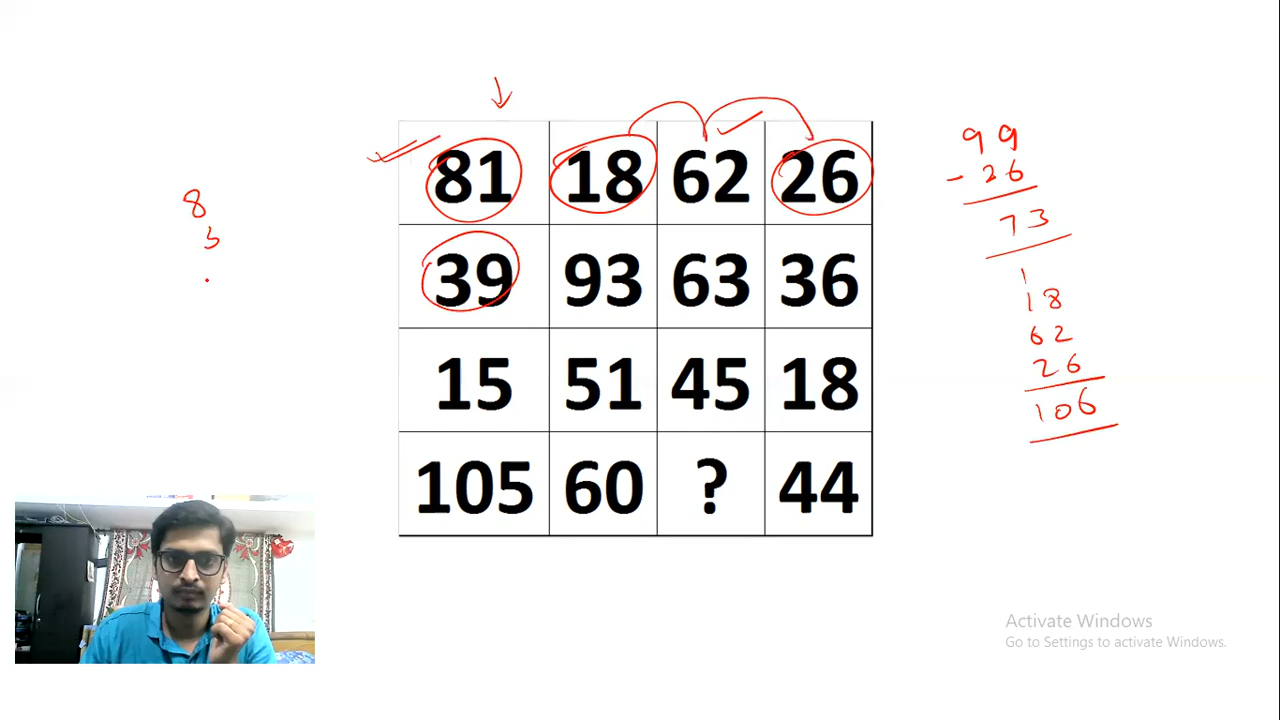 81 18 62 26
39 93 63 36
15 51 45 18
105 60 ? 44
8
99
- 26
73
1
18
62
26
106
Activate Windows
Go to Settings to activate Windows.